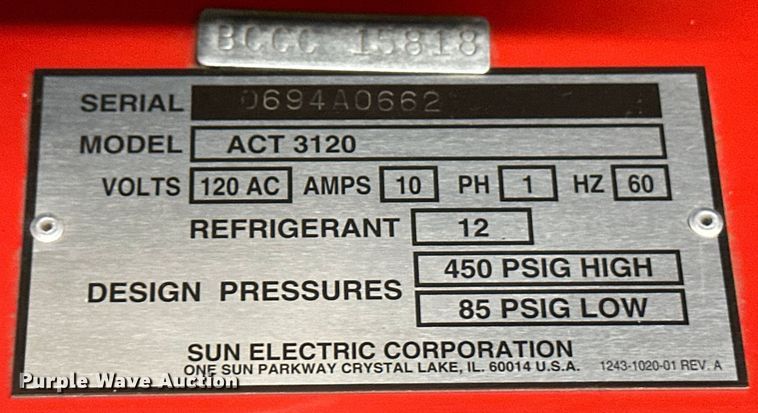 BCCC 15818
SERIAL 0694A0662
MODEL ACT 3120
VOLTS 120 AC AMPS 10 PH 1 HZ 60
REFRIGERANT 12
DESIGN PRESSURES 450 PSIG HIGH
85 PSIG LOW
SUN ELECTRIC CORPORATION
ONE SUN PARKWAY CRYSTAL LAKE, IL. 60014 U.S.A. 1243-1020-01 REV. A
Purple Wave Auction